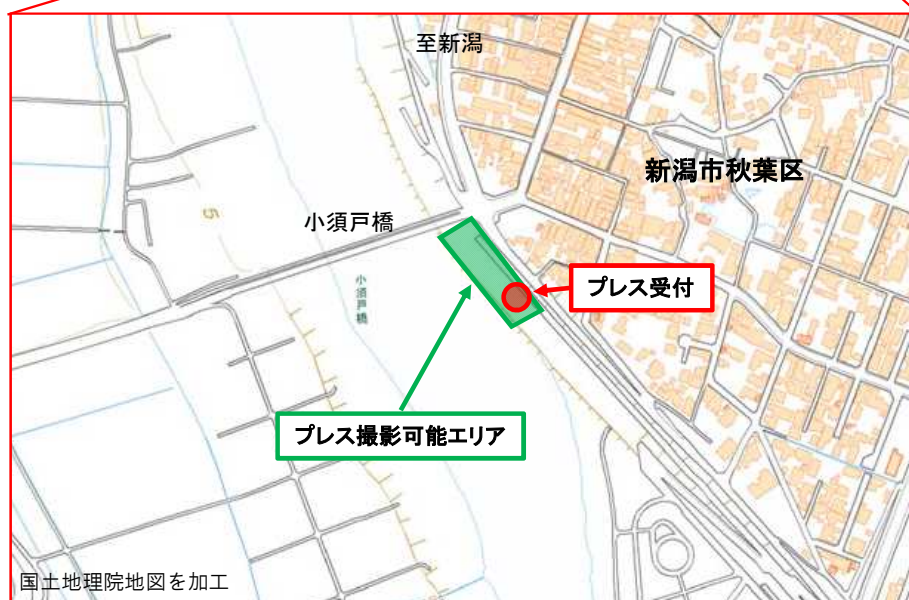 至新潟
新潟市秋葉区
小須戸橋
5
プレス受付
小須戸橋
プレス撮影可能エリア
国土地理院地図を加工